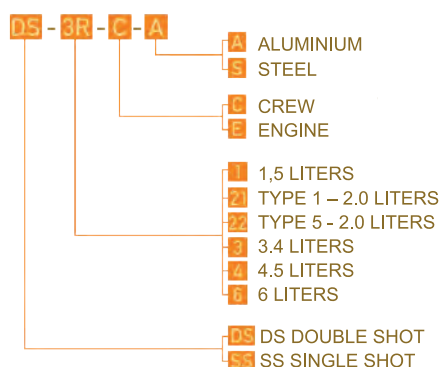 DS - 3R - C - A
A ALUMINIUM
S STEEL
C CREW
E ENGINE
1 1,5 LITERS
21 TYPE 1 – 2.0 LITERS
22 TYPE 5 - 2.0 LITERS
3 3.4 LITERS
4 4.5 LITERS
6 6 LITERS
DS DS DOUBLE SHOT
SS SS SINGLE SHOT